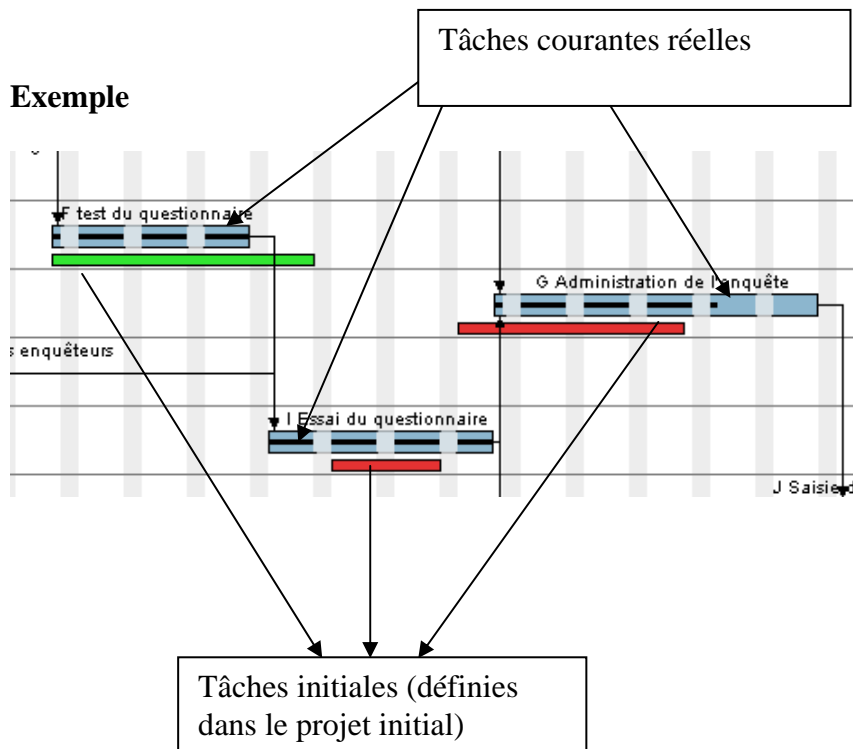 Tâches courantes réelles
Exemple
F test du questionnaire
G Administration de l'enquête
s enquêteurs
I Essai du questionnaire
J Saisie d
Tâches initiales (définies
dans le projet initial)